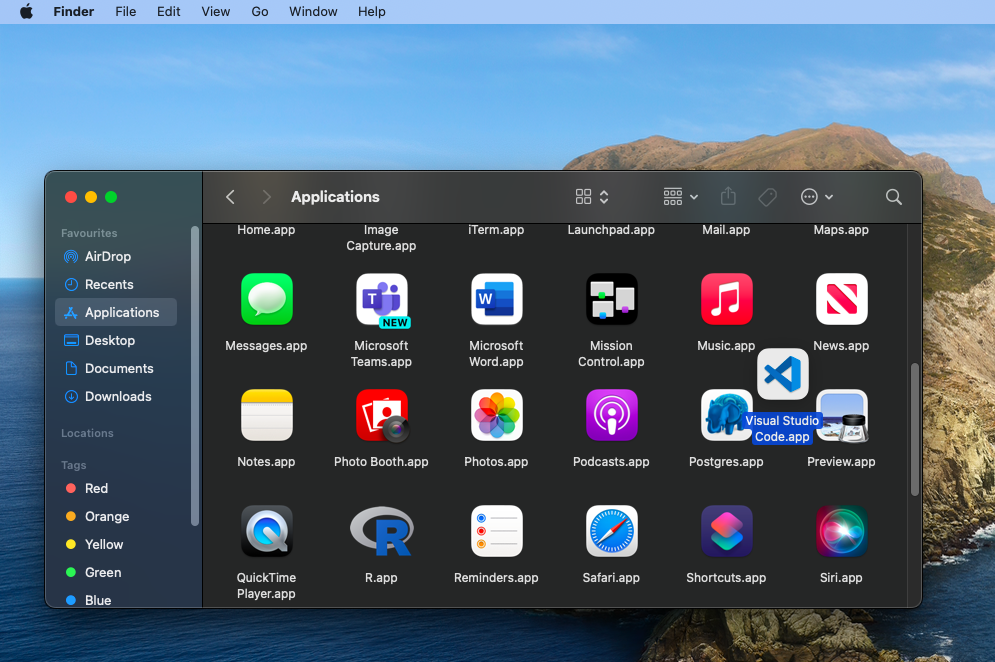 Finder File Edit View Go Window Help
Applications
Favourites
AirDrop
Recents
Applications
Desktop
Documents
Downloads
Locations
Tags
Red
Orange
Yellow
Green
Blue
Home.app
Image
Capture.app
iTerm.app
Launchpad.app
Mail.app
Maps.app
Messages.app
T
NEW
Microsoft
Teams.app
W
Microsoft
Word.app
Mission
Control.app
Music.app
News.app
Visual Studio
Code.app
Notes.app
Photo Booth.app
Photos.app
Podcasts.app
Postgres.app
Preview.app
QuickTime
Player.app
R
R.app
Reminders.app
Safari.app
Shortcuts.app
Siri.app